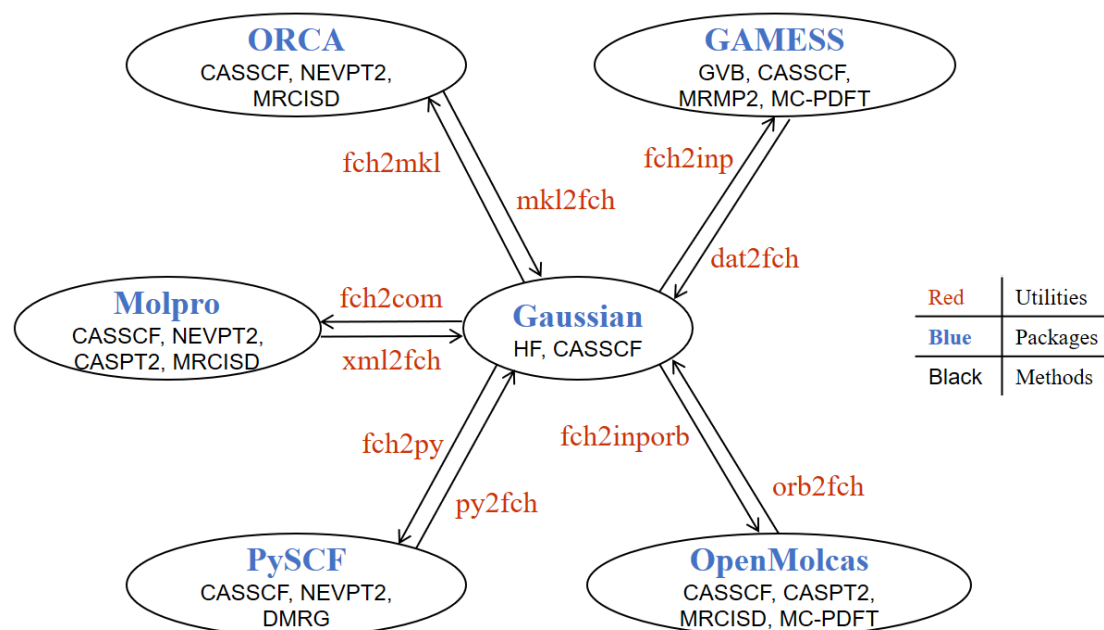 ORCA
CASSCF, NEVPT2,
MRCISD
GAMESS
GVB, CASSCF,
MRMP2, MC-PDFT
fch2mkl
mkl2fch
fch2inp
dat2fch
Molpro
CASSCF, NEVPT2,
CASPT2, MRCISD
fch2com
xml2fch
Gaussian
HF, CASSCF
Red Utilities
Blue Packages
Black Methods
fch2py
py2fch
fch2inporb
orb2fch
PySCF
CASSCF, NEVPT2,
DMRG
OpenMolcas
CASSCF, CASPT2,
MRCISD, MC-PDFT